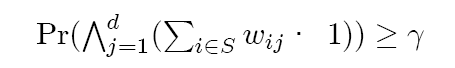 Pr(⋀_{j=1}^{d}(∑_{i∈S} w_{ij} · 1)) ≥ γ